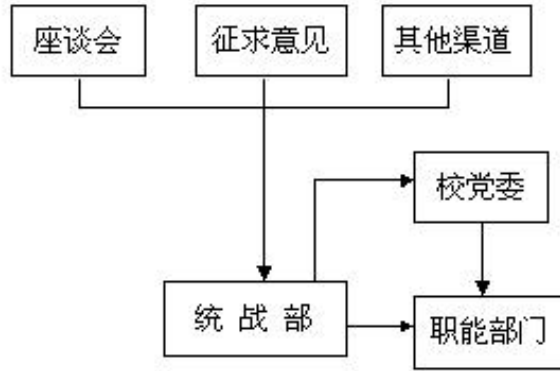 座谈会
征求意见
其他渠道
校党委
统战部
职能部门